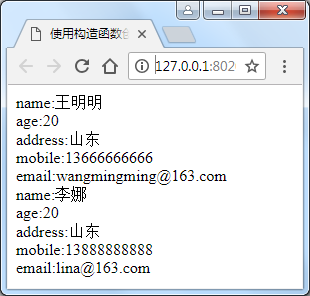 使用构造函数
127.0.0.1:802
name:王明明
age:20
address:山东
mobile:13666666666
email:wangmingming@163.com
name:李娜
age:20
address:山东
mobile:13888888888
email:lina@163.com